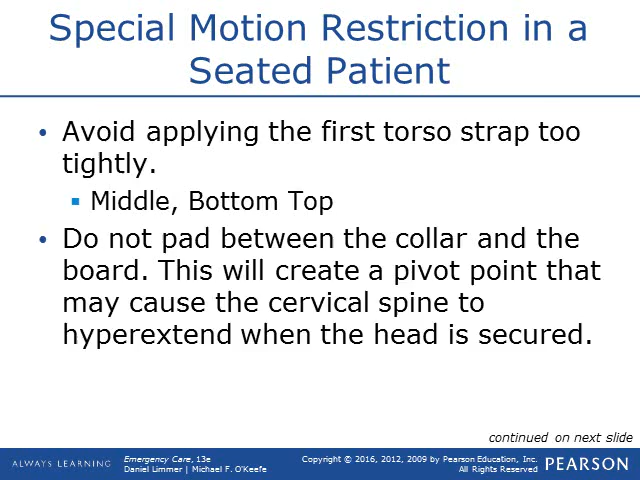 Special Motion Restriction in a
Seated Patient
• Avoid applying the first torso strap too
tightly.
▪ Middle, Bottom Top
• Do not pad between the collar and the
board. This will create a pivot point that
may cause the cervical spine to
hyperextend when the head is secured.
continued on next slide
ALWAYS LEARNING
Emergency Care, 13e
Daniel Limmer | Michael F. O'Keefe
Copyright © 2016, 2012, 2009 by Pearson Education, Inc.
All Rights Reserved
PEARSON